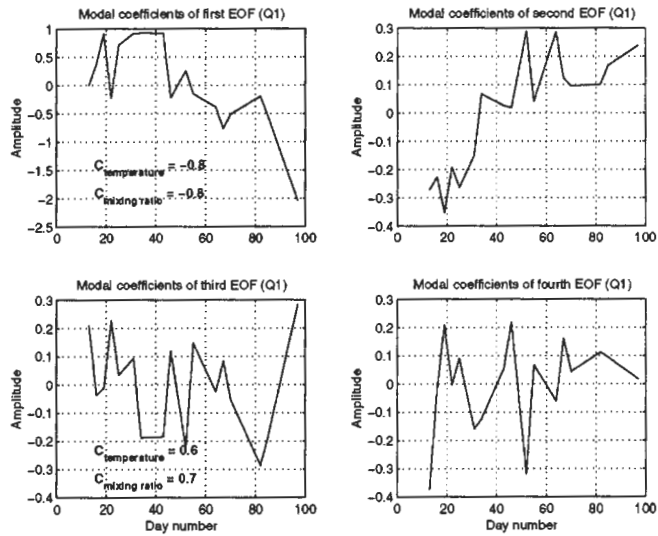 Modal coefficients of first EOF (Q1)
Amplitude
1
0.5
0
−0.5
−1
−1.5
−2
−2.5
C temperature = −0.8
C mixing ratio = −0.8
0 20 40 60 80 100
Modal coefficients of second EOF (Q1)
Amplitude
0.3
0.2
0.1
0
−0.1
−0.2
−0.3
−0.4
0 20 40 60 80 100
Modal coefficients of third EOF (Q1)
Amplitude
0.3
0.2
0.1
0
−0.1
−0.2
−0.3
−0.4
C temperature = 0.6
C mixing ratio = 0.7
0 20 40 60 80 100
Day number
Modal coefficients of fourth EOF (Q1)
Amplitude
0.3
0.2
0.1
0
−0.1
−0.2
−0.3
−0.4
0 20 40 60 80 100
Day number